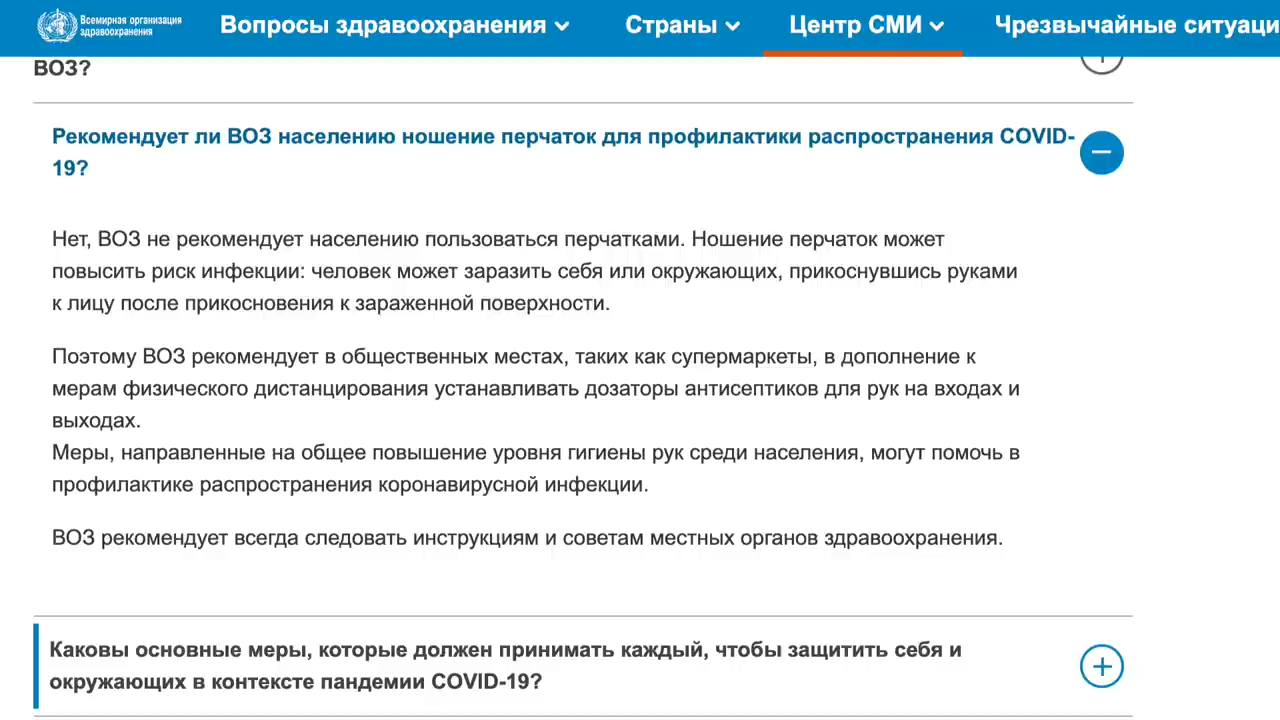 Всемирная организация
здравоохранения
Вопросы здравоохранения
Страны
Центр СМИ
Чрезвычайные ситуаци
ВОЗ?
Рекомендует ли ВОЗ населению ношение перчаток для профилактики распространения COVID-
19?
Нет, ВОЗ не рекомендует населению пользоваться перчатками. Ношение перчаток может
повысить риск инфекции: человек может заразить себя или окружающих, прикоснувшись руками
к лицу после прикосновения к зараженной поверхности.
Поэтому ВОЗ рекомендует в общественных местах, таких как супермаркеты, в дополнение к
мерам физического дистанцирования устанавливать дозаторы антисептиков для рук на входах и
выходах.
Меры, направленные на общее повышение уровня гигиены рук среди населения, могут помочь в
профилактике распространения коронавирусной инфекции.
ВОЗ рекомендует всегда следовать инструкциям и советам местных органов здравоохранения.
Каковы основные меры, которые должен принимать каждый, чтобы защитить себя и
окружающих в контексте пандемии COVID-19?